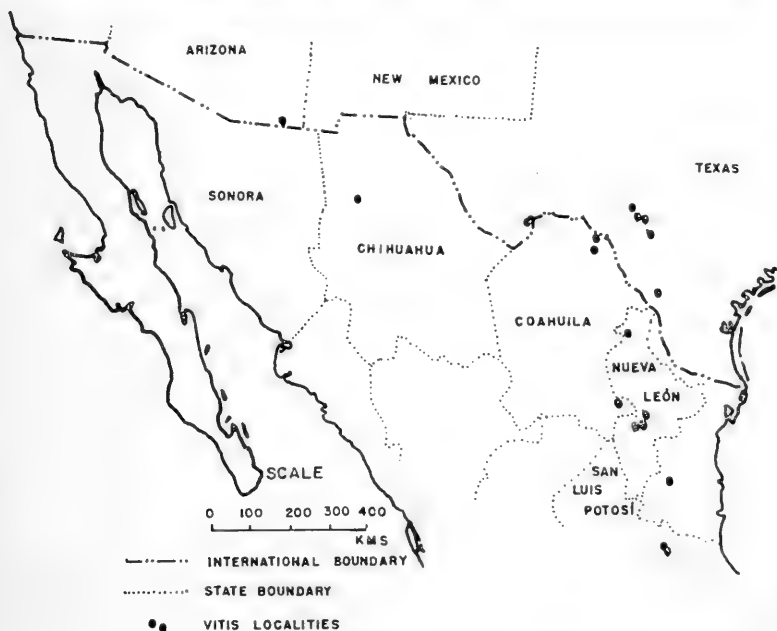 ARIZONA
NEW MEXICO
TEXAS
SONORA
CHIHUAHUA
COAHUILA
NUEVA
LEÓN
SAN
LUIS
POTOSÍ
SCALE
0 100 200 300 400
KMS
INTERNATIONAL BOUNDARY
STATE BOUNDARY
VITIS LOCALITIES